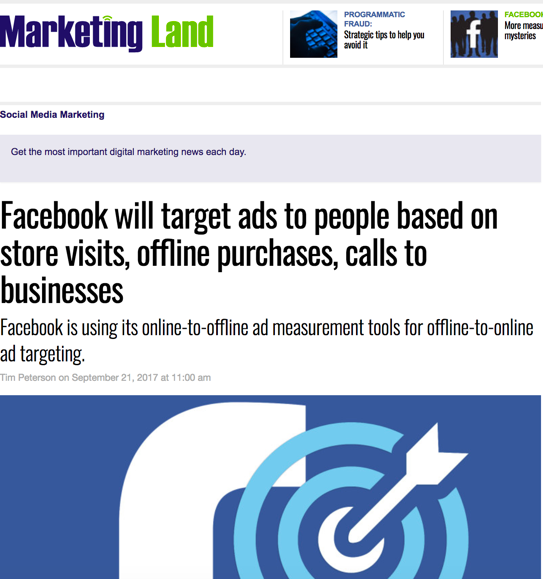 Marketing Land
PROGRAMMATIC
FRAUD:
Strategic tips to help you
avoid it
FACEBOOK
More measu
mysteries
Social Media Marketing
Get the most important digital marketing news each day.
Facebook will target ads to people based on
store visits, offline purchases, calls to
businesses
Facebook is using its online-to-offline ad measurement tools for offline-to-online
ad targeting.
Tim Peterson on September 21, 2017 at 11:00 am